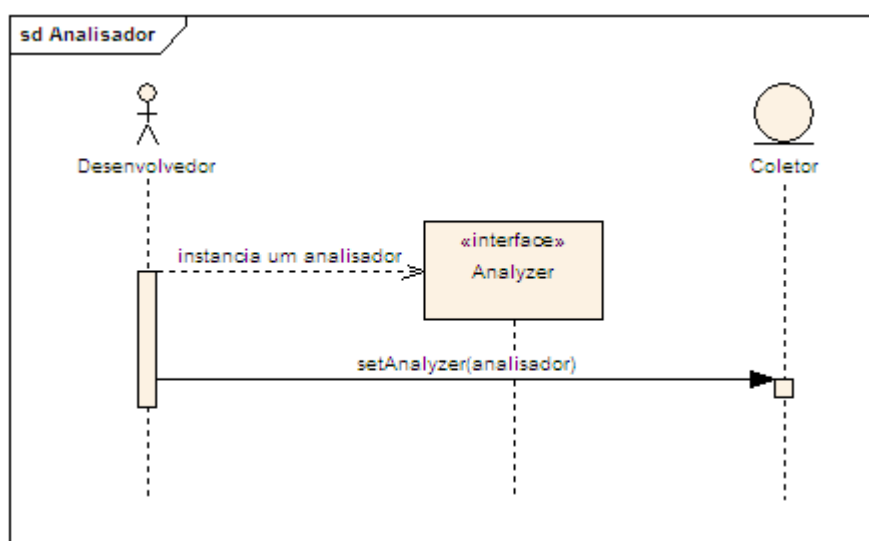 sd Analisador
Desenvolvedor
Coletor
«interface»
Analyzer
instancia um analisador
setAnalyzer(analisador)